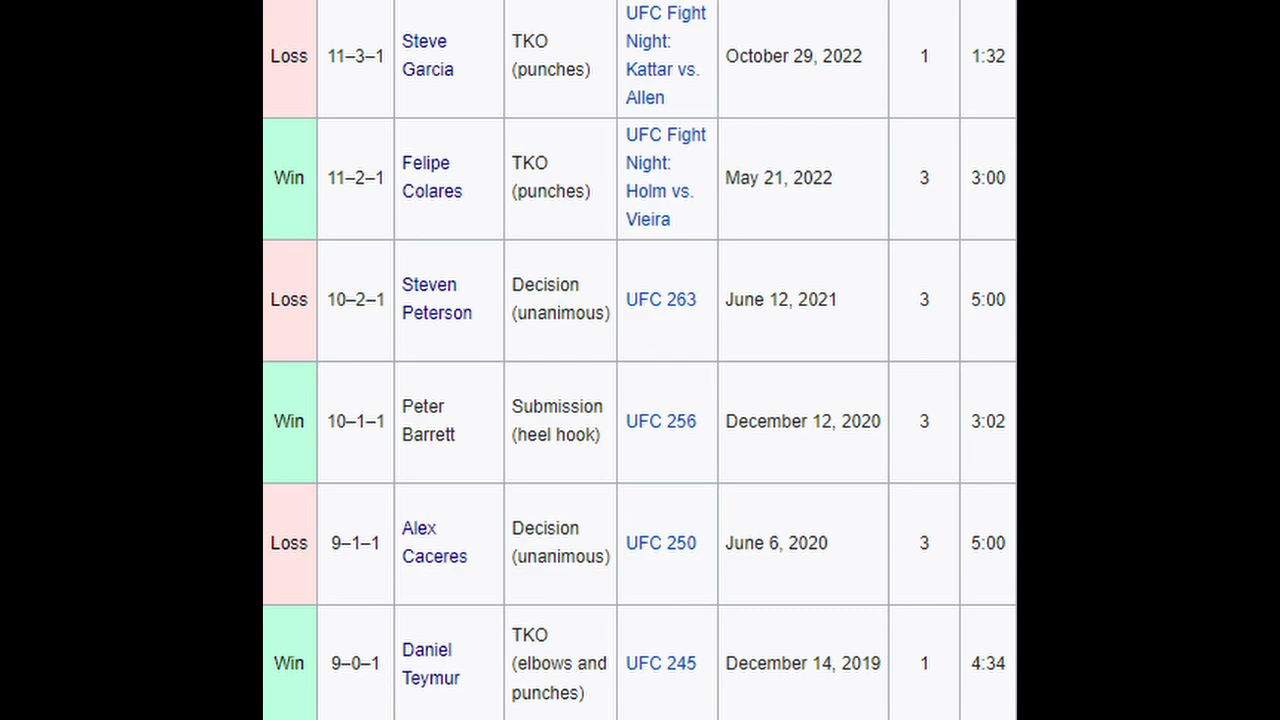 Loss 11–3–1 Steve Garcia TKO (punches) UFC Fight Night: Kattar vs. Allen October 29, 2022 1 1:32
Win 11–2–1 Felipe Colares TKO (punches) UFC Fight Night: Holm vs. Vieira May 21, 2022 3 3:00
Loss 10–2–1 Steven Peterson Decision (unanimous) UFC 263 June 12, 2021 3 5:00
Win 10–1–1 Peter Barrett Submission (heel hook) UFC 256 December 12, 2020 3 3:02
Loss 9–1–1 Alex Caceres Decision (unanimous) UFC 250 June 6, 2020 3 5:00
Win 9–0–1 Daniel Teymur TKO (elbows and punches) UFC 245 December 14, 2019 1 4:34